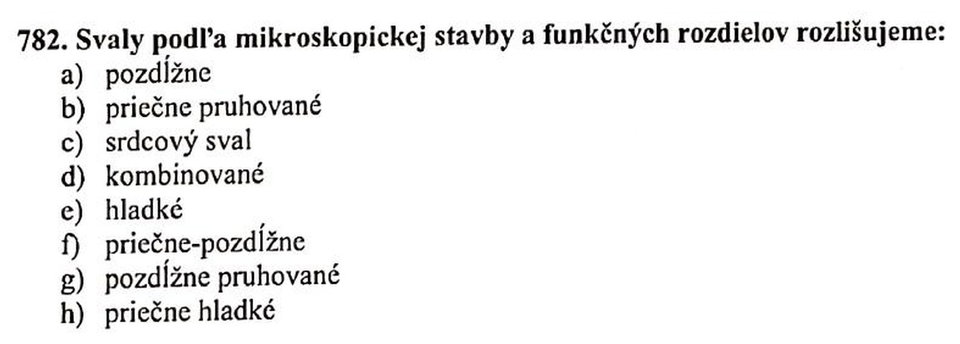 782. Svaly podľa mikroskopickej stavby a funkčných rozdielov rozlišujeme:
a) pozdĺžne
b) priečne pruhované
c) srdcový sval
d) kombinované
e) hladké
f) priečne-pozdĺžne
g) pozdĺžne pruhované
h) priečne hladké